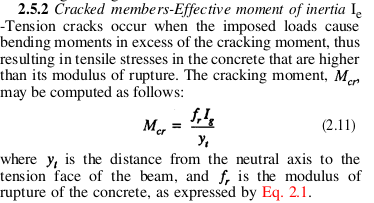 2.5.2 Cracked members-Effective moment of inertia Ie
-Tension cracks occur when the imposed loads cause
bending moments in excess of the cracking moment, thus
resulting in tensile stresses in the concrete that are higher
than its modulus of rupture. The cracking moment, Mcr,
may be computed as follows:
Mcr = fr Ig / yt (2.11)
where yt is the distance from the neutral axis to the
tension face of the beam, and fr is the modulus of
rupture of the concrete, as expressed by Eq. 2.1.